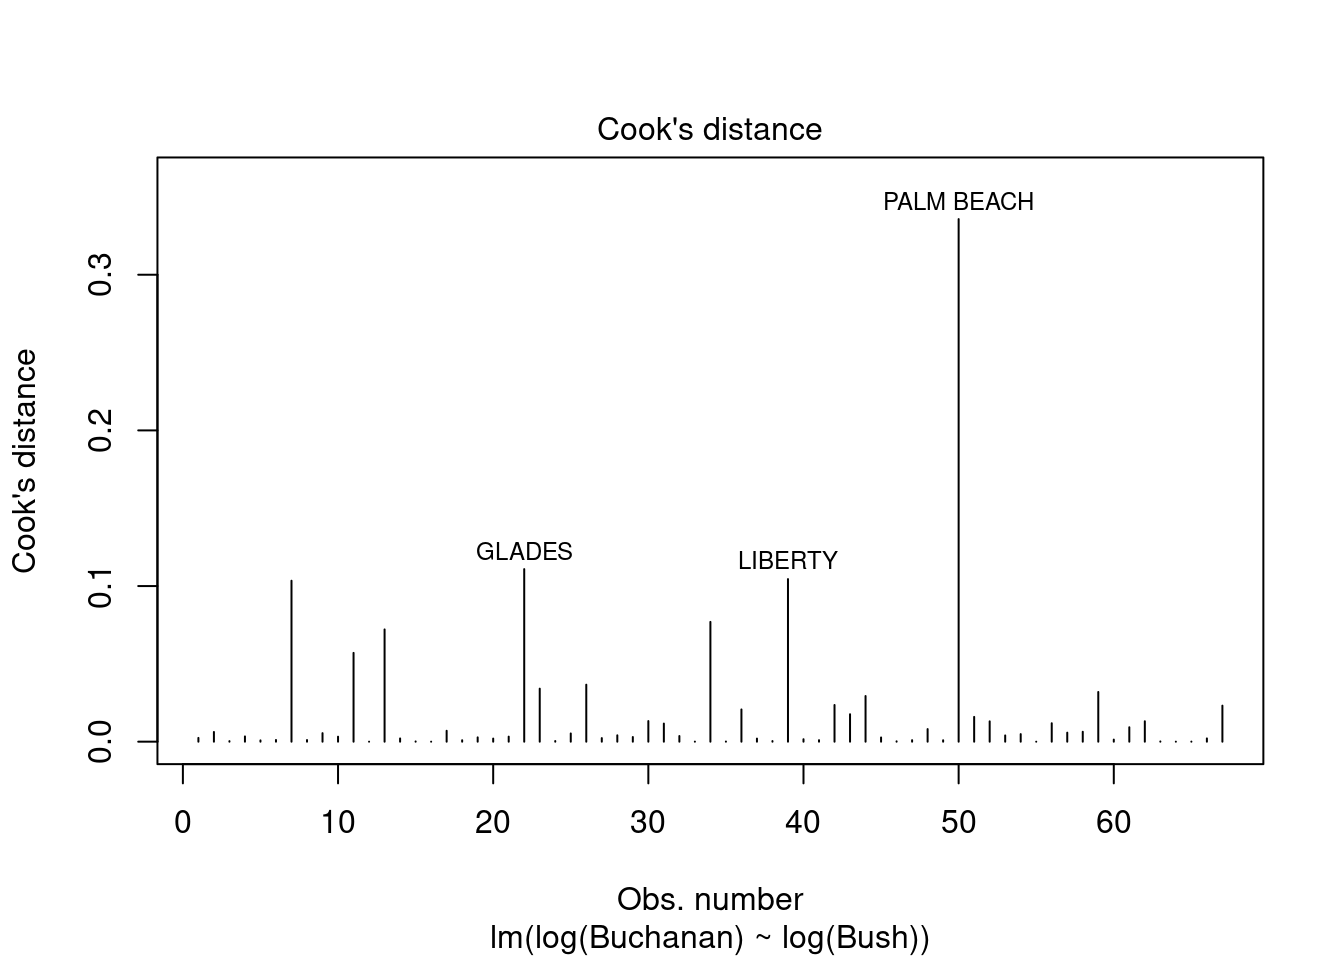 Cook's distance
PALM BEACH
GLADES
LIBERTY
Cook's distance
0.3
0.2
0.1
0.0
0 10 20 30 40 50 60
Obs. number
lm(log(Buchanan) ~ log(Bush))